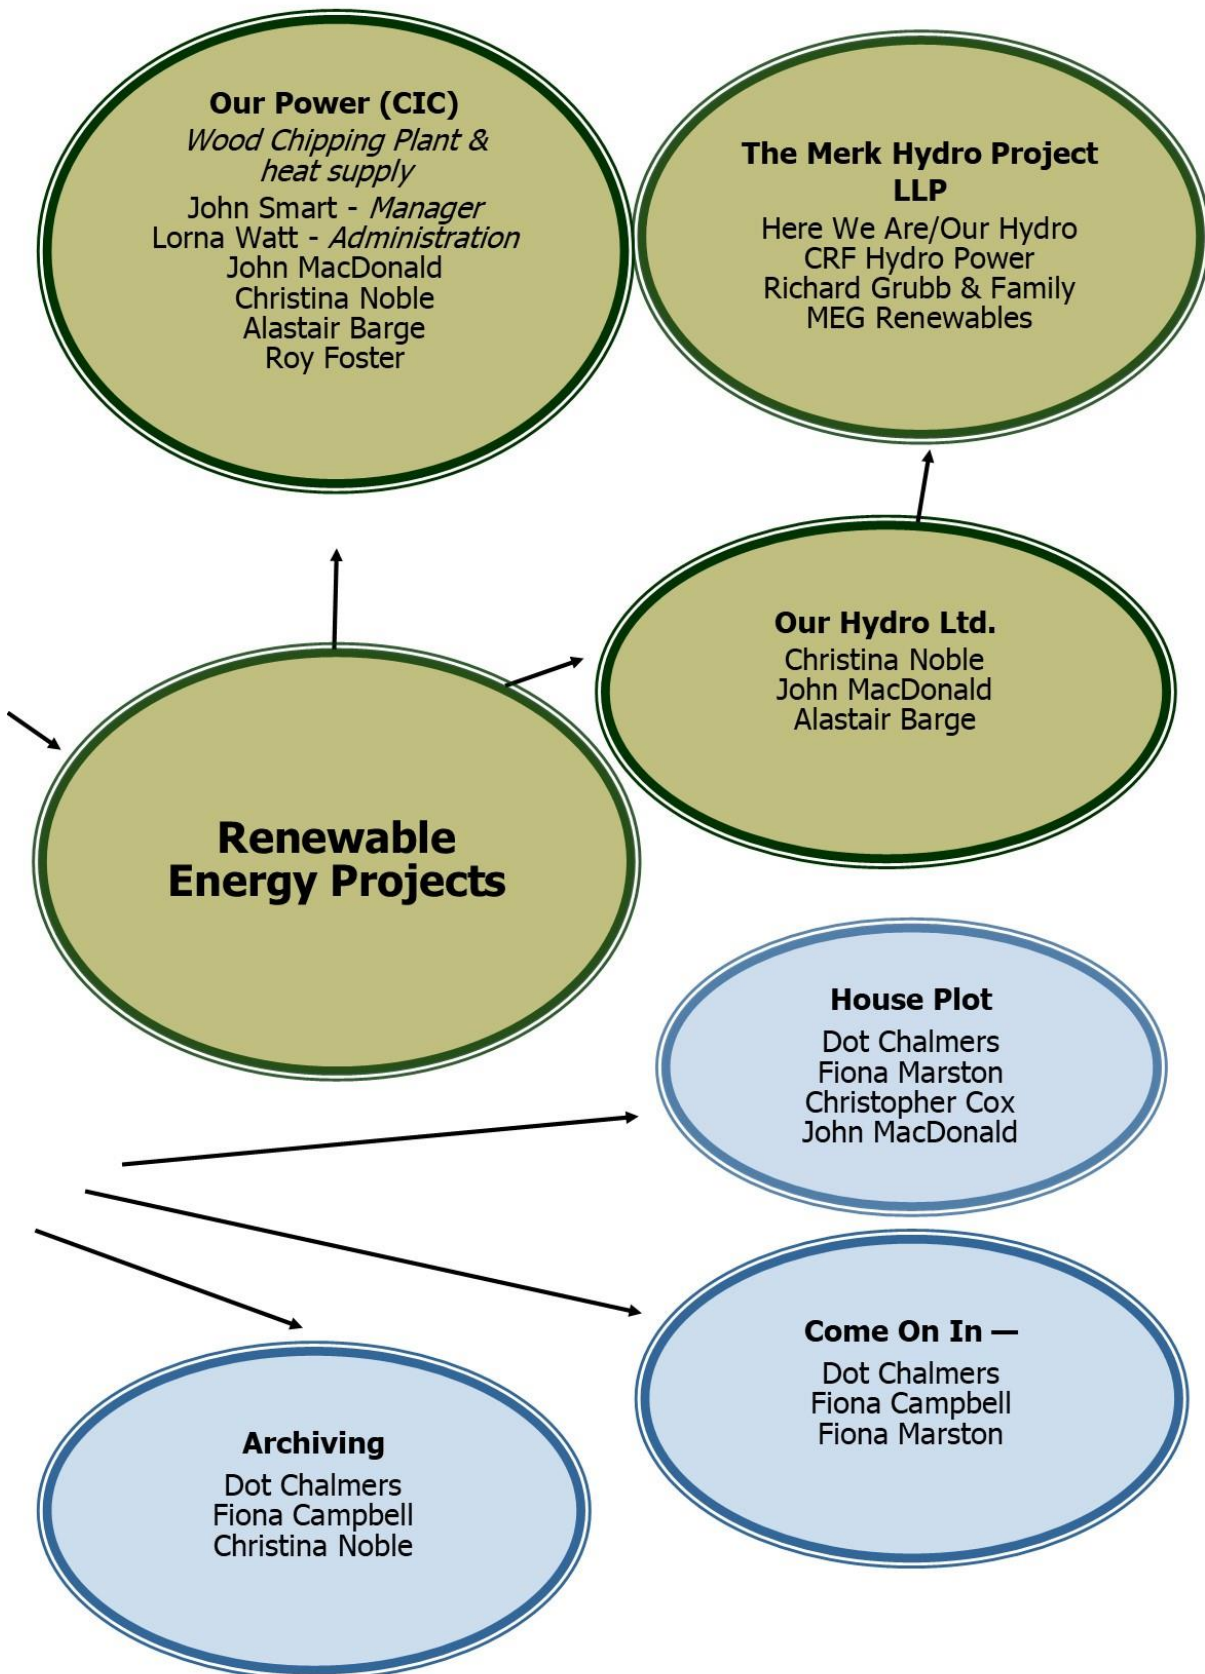 Our Power (CIC)
Wood Chipping Plant &
heat supply
John Smart - Manager
Lorna Watt - Administration
John MacDonald
Christina Noble
Alastair Barge
Roy Foster
The Merk Hydro Project
LLP
Here We Are/Our Hydro
CRF Hydro Power
Richard Grubb & Family
MEG Renewables
Our Hydro Ltd.
Christina Noble
John MacDonald
Alastair Barge
Renewable
Energy Projects
House Plot
Dot Chalmers
Fiona Marston
Christopher Cox
John MacDonald
Come On In —
Dot Chalmers
Fiona Campbell
Fiona Marston
Archiving
Dot Chalmers
Fiona Campbell
Christina Noble